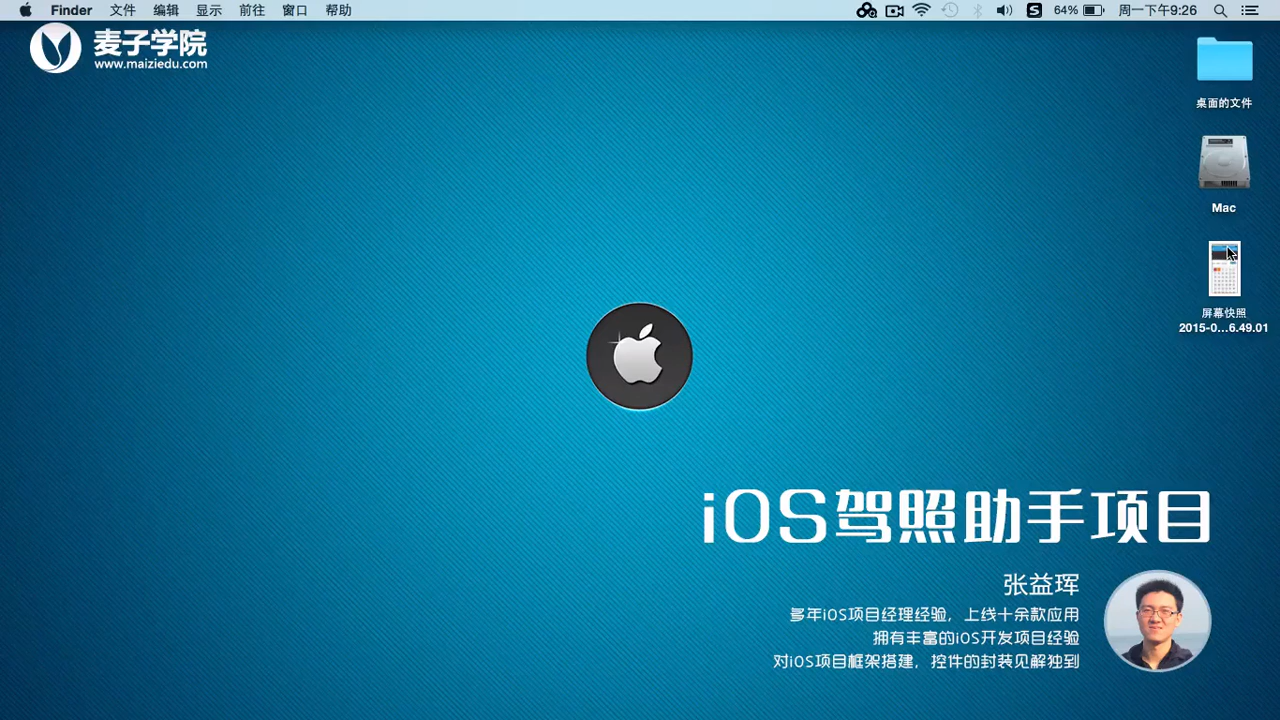 Finder 文件 编辑 显示 前往 窗口 帮助 64% 周一下午9:26
麦子学院
www.maiziedu.com
桌面的文件
Mac
屏幕快照
2015-0...6.49.01
iOS驾照助手项目
张益珲
多年iOS项目经理经验，上线十余款应用
拥有丰富的iOS开发项目经验
对iOS项目框架搭建，控件的封装见解独到